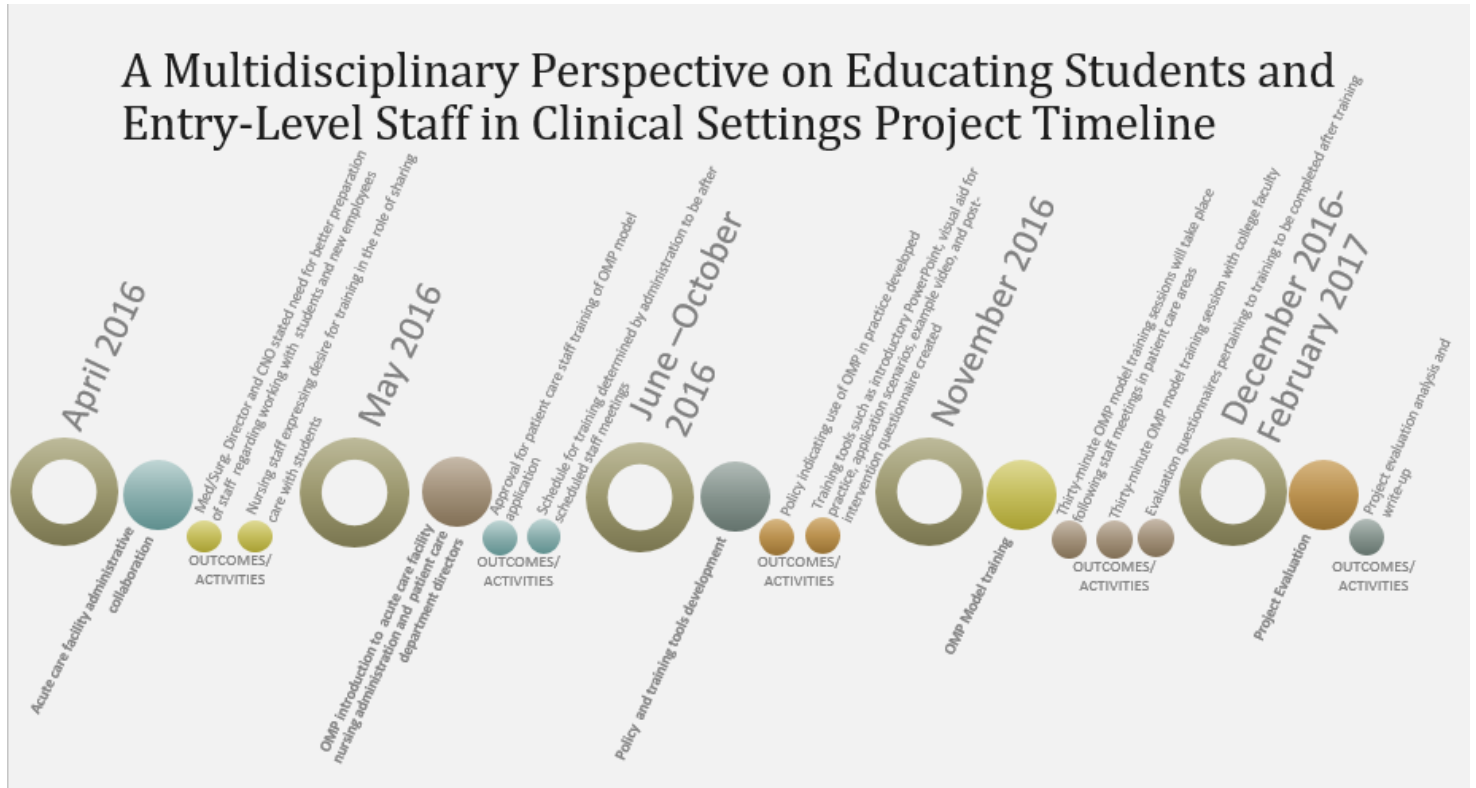 A Multidisciplinary Perspective on Educating Students and
Entry-Level Staff in Clinical Settings Project Timeline
April 2016
Acute care facility administrative
collaboration
Med/Surg. Director and CNO stated need for better preparation
of staff regarding working with students and new employees
Nursing staff expressing desire for training in the role of sharing
care with students
OUTCOMES/
ACTIVITIES
May 2016
OMP introduction to acute care facility
nursing administration and patient care
department directors
Approval for patient care staff training of OMP model
application
Schedule for training determined by administration to be after
scheduled staff meetings
OUTCOMES/
ACTIVITIES
June –October
2016
Policy and training tools development
Policy indicating use of OMP in practice developed
Training tools such as introductory PowerPoint, visual aid for
practice, application scenarios, example video, and post-
intervention questionnaire created
OUTCOMES/
ACTIVITIES
November 2016
OMP Model training
Thirty-minute OMP model training sessions will take place
following staff meetings in patient care areas
Thirty-minute OMP model training session with college faculty
Evaluation questionnaires pertaining to training to be completed after training
OUTCOMES/
ACTIVITIES
December 2016-
February 2017
Project Evaluation
Project evaluation analysis and
write-up
OUTCOMES/
ACTIVITIES